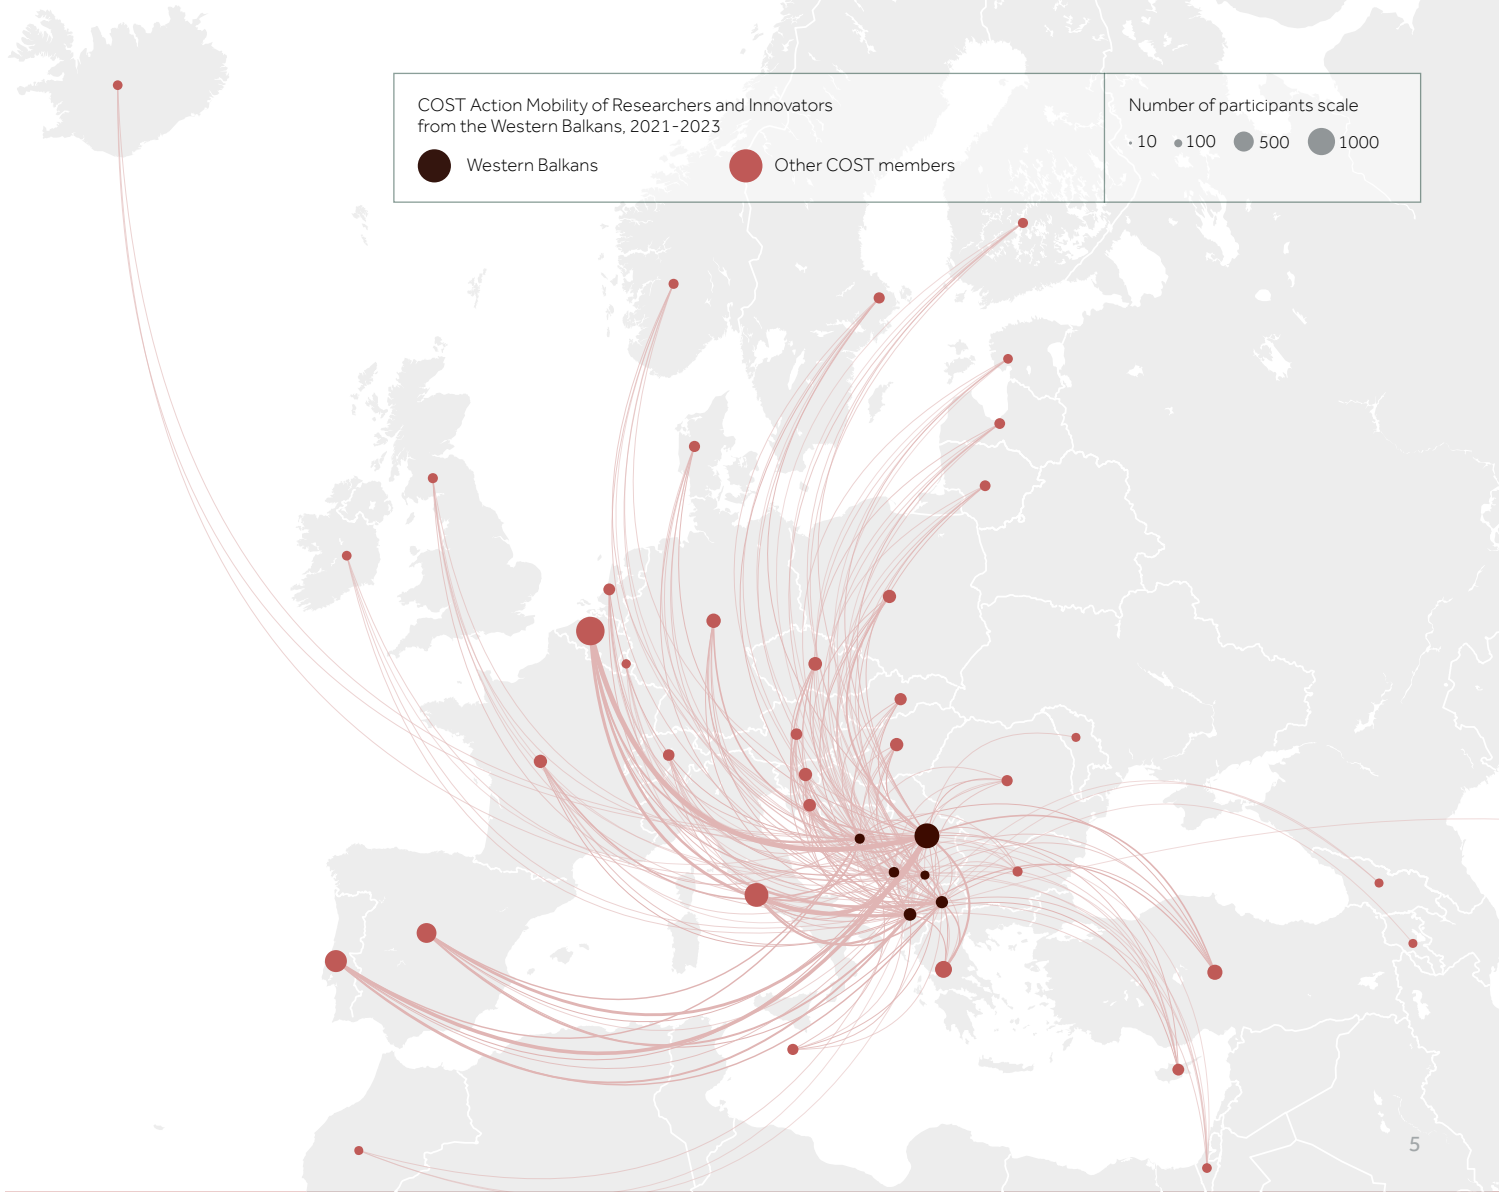 COST Action Mobility of Researchers and Innovators
from the Western Balkans, 2021-2023
Western Balkans
Other COST members
Number of participants scale
10
100
500
1000
5